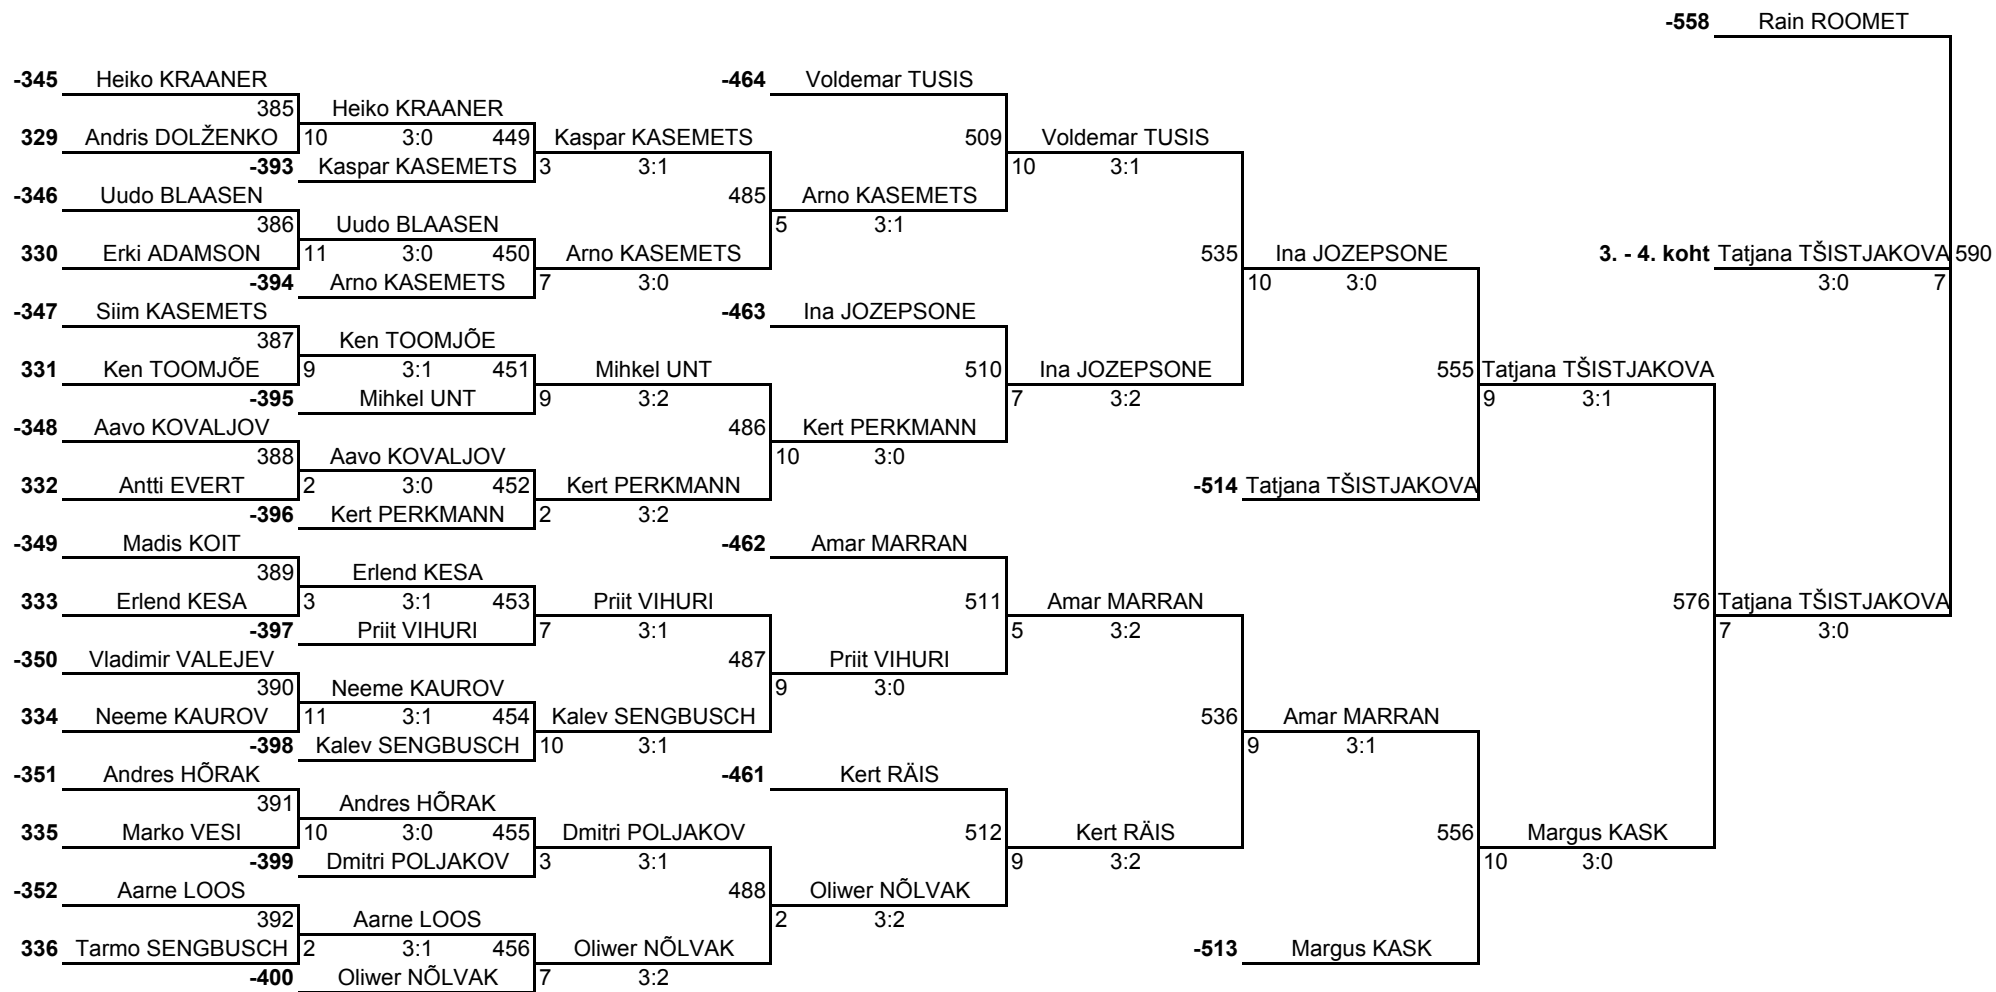 -558 Rain ROOMET
-345 Heiko KRAANER -464 Voldemar TUSIS
385 Heiko KRAANER
329 Andris DOLŽENKO 10 3:0 449 Kaspar KASEMETS 509 Voldemar TUSIS
-393 Kaspar KASEMETS 3 3:1 10 3:1
-346 Uudo BLAASEN 485 Arno KASEMETS
386 Uudo BLAASEN 5 3:1
330 Erki ADAMSON 11 3:0 450 Arno KASEMETS 535 Ina JOZEPSONE 3. - 4. koht Tatjana TŠISTJAKOVA 590
-394 Arno KASEMETS 7 3:0 10 3:0 3:0 7
-347 Siim KASEMETS -463 Ina JOZEPSONE
387 Ken TOOMJÕE
331 Ken TOOMJÕE 9 3:1 451 Mihkel UNT 510 Ina JOZEPSONE 555 Tatjana TŠISTJAKOVA
-395 Mihkel UNT 9 3:2 7 3:2 9 3:1
-348 Aavo KOVALJOV 486 Kert PERKMANN
388 Aavo KOVALJOV 10 3:0
332 Antti EVERT 2 3:0 452 Kert PERKMANN -514 Tatjana TŠISTJAKOVA
-396 Kert PERKMANN 2 3:2
-349 Madis KOIT -462 Amar MARRAN
389 Erlend KESA
333 Erlend KESA 3 3:1 453 Priit VIHURI 511 Amar MARRAN 576 Tatjana TŠISTJAKOVA
-397 Priit VIHURI 7 3:1 5 3:2 7 3:0
-350 Vladimir VALEJEV 487 Priit VIHURI
390 Neeme KAUROV 9 3:0
334 Neeme KAUROV 11 3:1 454 Kalev SENGBUSCH 536 Amar MARRAN
-398 Kalev SENGBUSCH 10 3:1 9 3:1
-351 Andres HÕRAK -461 Kert RÄIS
391 Andres HÕRAK
335 Marko VESI 10 3:0 455 Dmitri POLJAKOV 512 Kert RÄIS 556 Margus KASK
-399 Dmitri POLJAKOV 3 3:1 9 3:2 10 3:0
-352 Aarne LOOS 488 Oliwer NÕLVAK
392 Aarne LOOS 2 3:2
336 Tarmo SENGBUSCH 2 3:1 456 Oliwer NÕLVAK -513 Margus KASK
-400 Oliwer NÕLVAK 7 3:2